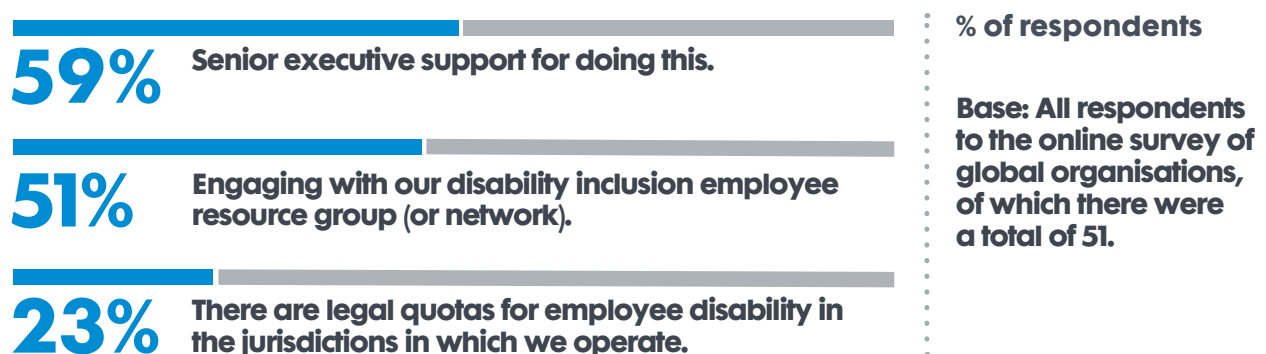 59%
Senior executive support for doing this.
51%
Engaging with our disability inclusion employee
resource group (or network).
23%
There are legal quotas for employee disability in
the jurisdictions in which we operate.
% of respondents
Base: All respondents
to the online survey of
global organisations,
of which there were
a total of 51.